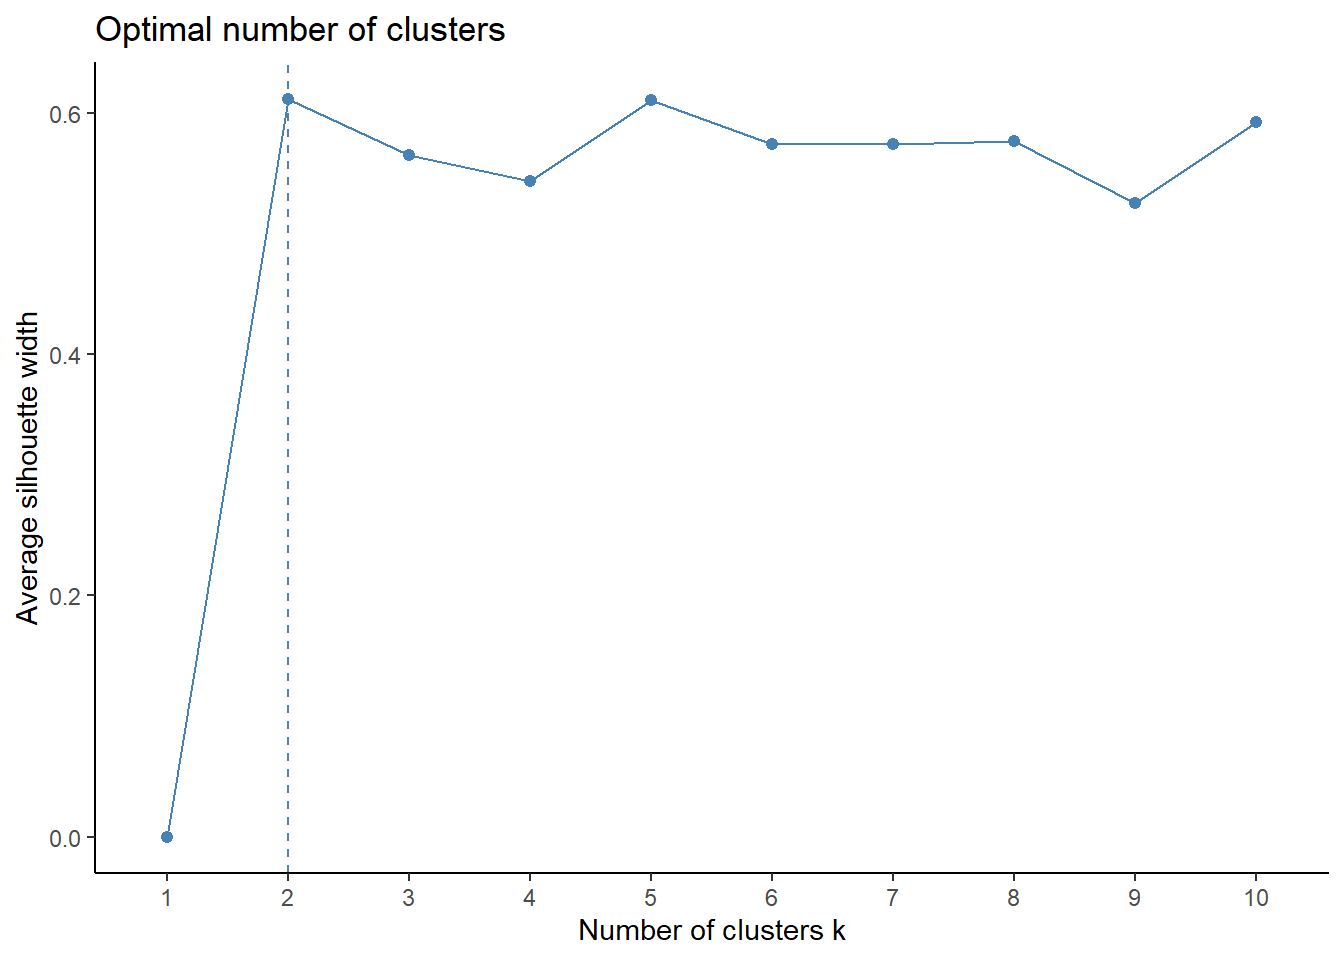 Optimal number of clusters
Average silhouette width
0.6
0.4
0.2
0.0
1 2 3 4 5 6 7 8 9 10
Number of clusters k